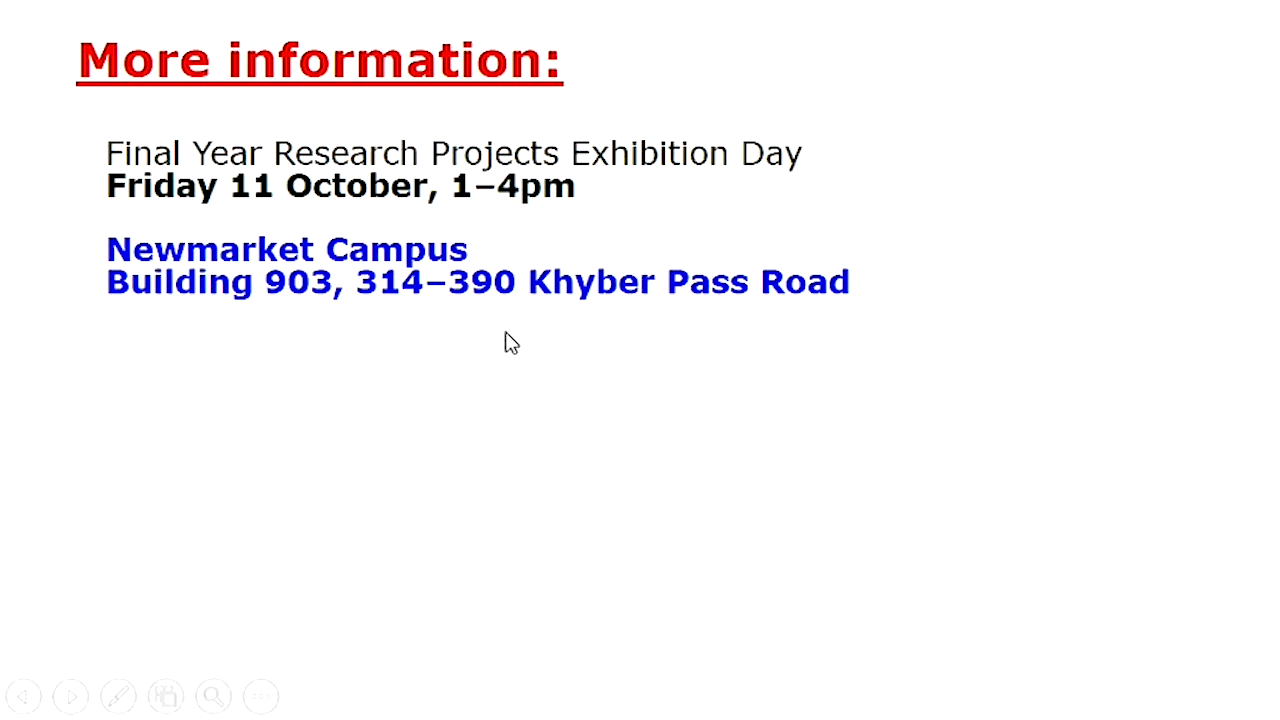 More information:
Final Year Research Projects Exhibition Day
Friday 11 October, 1–4pm
Newmarket Campus
Building 903, 314–390 Khyber Pass Road